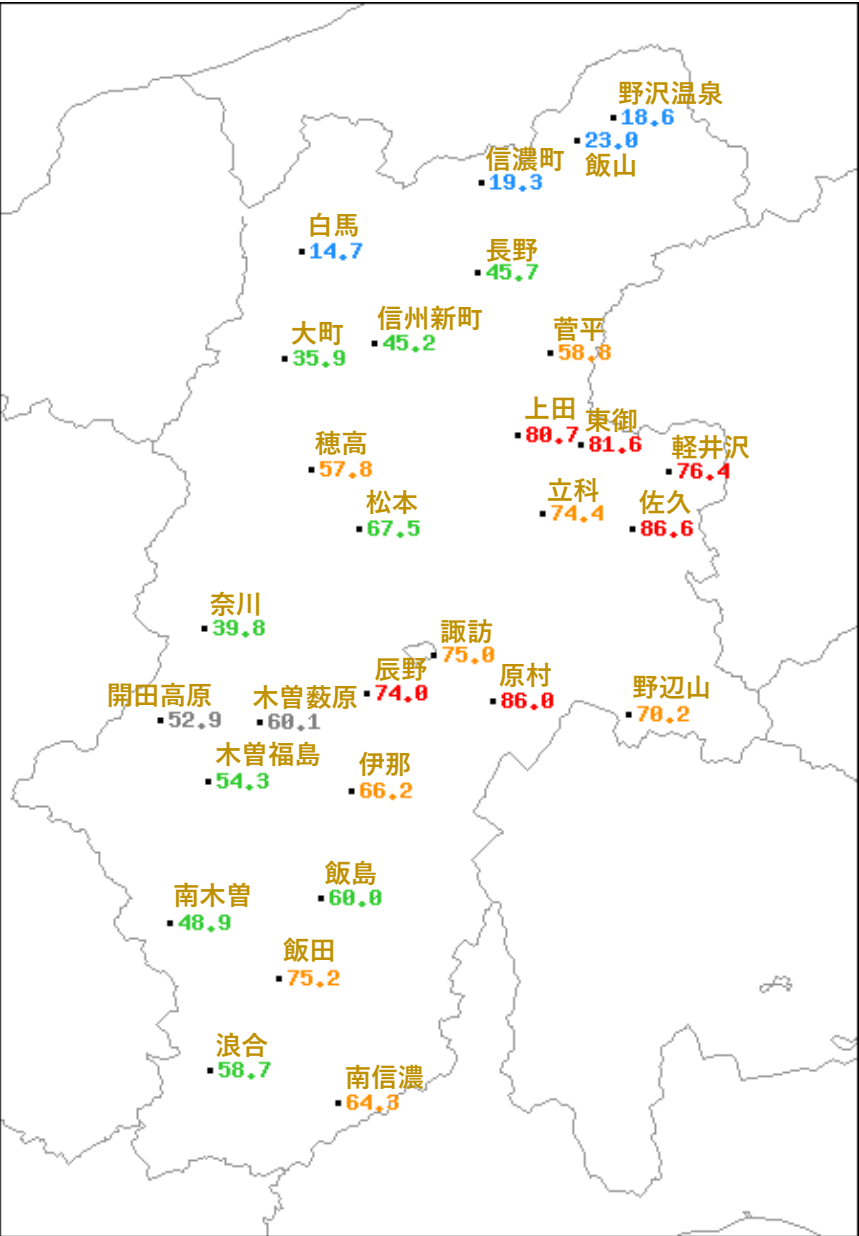 野沢温泉
18.6
23.0
飯山
信濃町
19.3
白馬
14.7
長野
45.7
信州新町
45.2
大町
35.9
菅平
58.8
上田
80.7
東御
81.6
軽井沢
76.4
穂高
57.8
松本
67.5
立科
74.4
佐久
86.6
奈川
39.8
諏訪
75.0
辰野
74.0
原村
86.0
野辺山
70.2
開田高原
52.9
木曽薮原
60.1
木曽福島
54.3
伊那
66.2
飯島
60.0
南木曽
48.9
飯田
75.2
浪合
58.7
南信濃
64.3